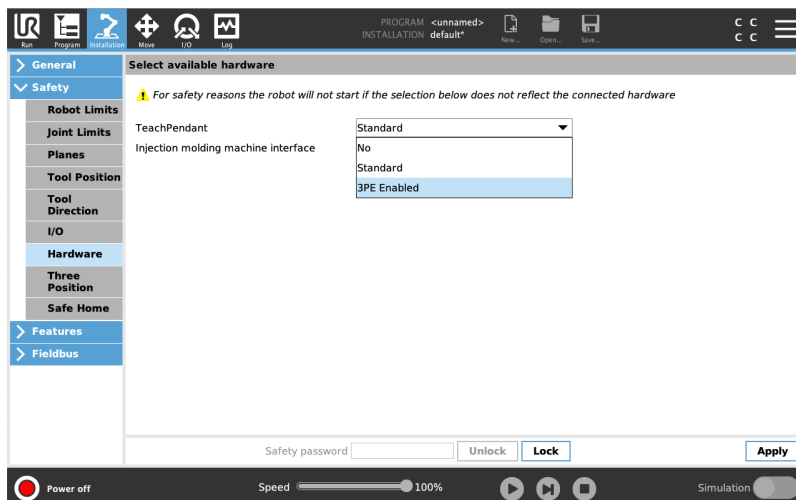 UR
PROGRAM <unnamed>
INSTALLATION default*
C C
C C
Run Program Installation Move I/O Log New... Open... Save...
General
Safety
Robot Limits
Joint Limits
Planes
Tool Position
Tool
Direction
I/O
Hardware
Three
Position
Safe Home
Features
Fieldbus
Select available hardware
For safety reasons the robot will not start if the selection below does not reflect the connected hardware
TeachPendant Standard
Injection molding machine interface No
Standard
3PE Enabled
Safety password Unlock Lock Apply
Power off Speed 100% Simulation